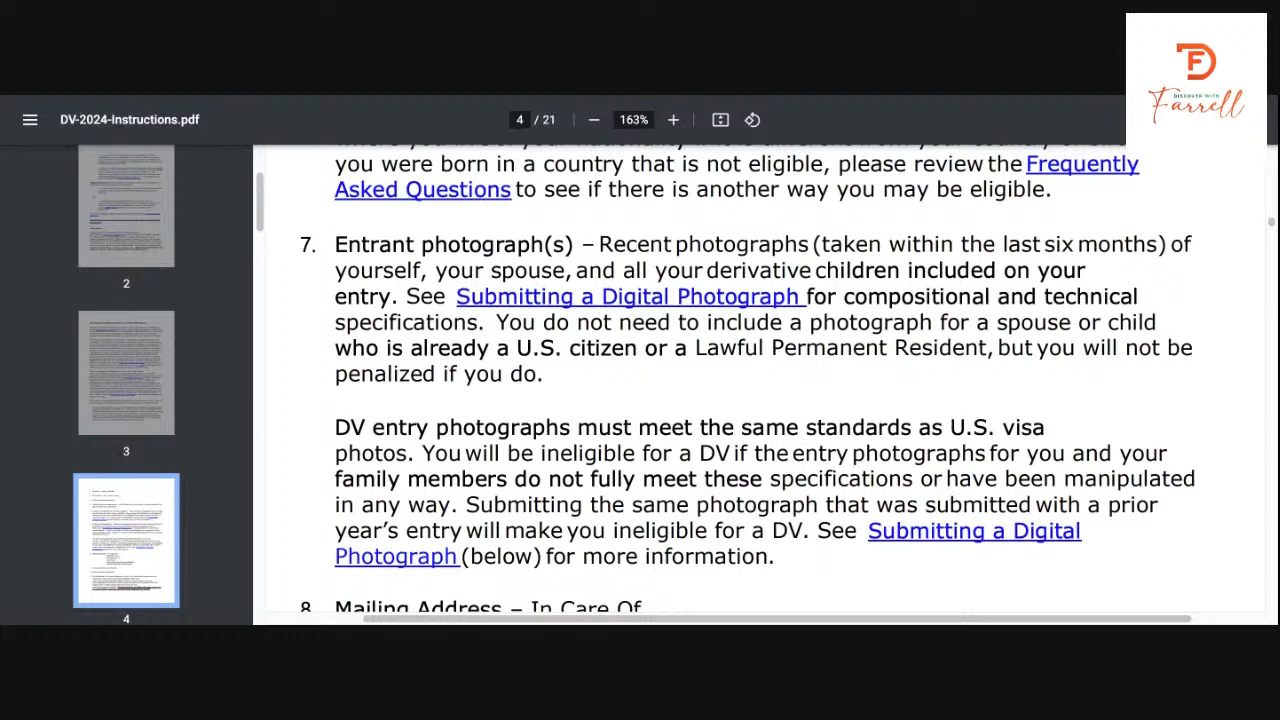 DISCOVER WITH
Farrell
DV-2024-Instructions.pdf
4 / 21
163%
you were born in a country that is not eligible, please review the Frequently
Asked Questions to see if there is another way you may be eligible.
7. Entrant photograph(s) – Recent photographs (taken within the last six months) of
yourself, your spouse, and all your derivative children included on your
entry. See Submitting a Digital Photograph for compositional and technical
specifications. You do not need to include a photograph for a spouse or child
who is already a U.S. citizen or a Lawful Permanent Resident, but you will not be
penalized if you do.
DV entry photographs must meet the same standards as U.S. visa
photos. You will be ineligible for a DV if the entry photographs for you and your
family members do not fully meet these specifications or have been manipulated
in any way. Submitting the same photograph that was submitted with a prior
year's entry will make you ineligible for a DV. See Submitting a Digital
Photograph (below) for more information.
8. Mailing Address – In Care Of
2
3
4